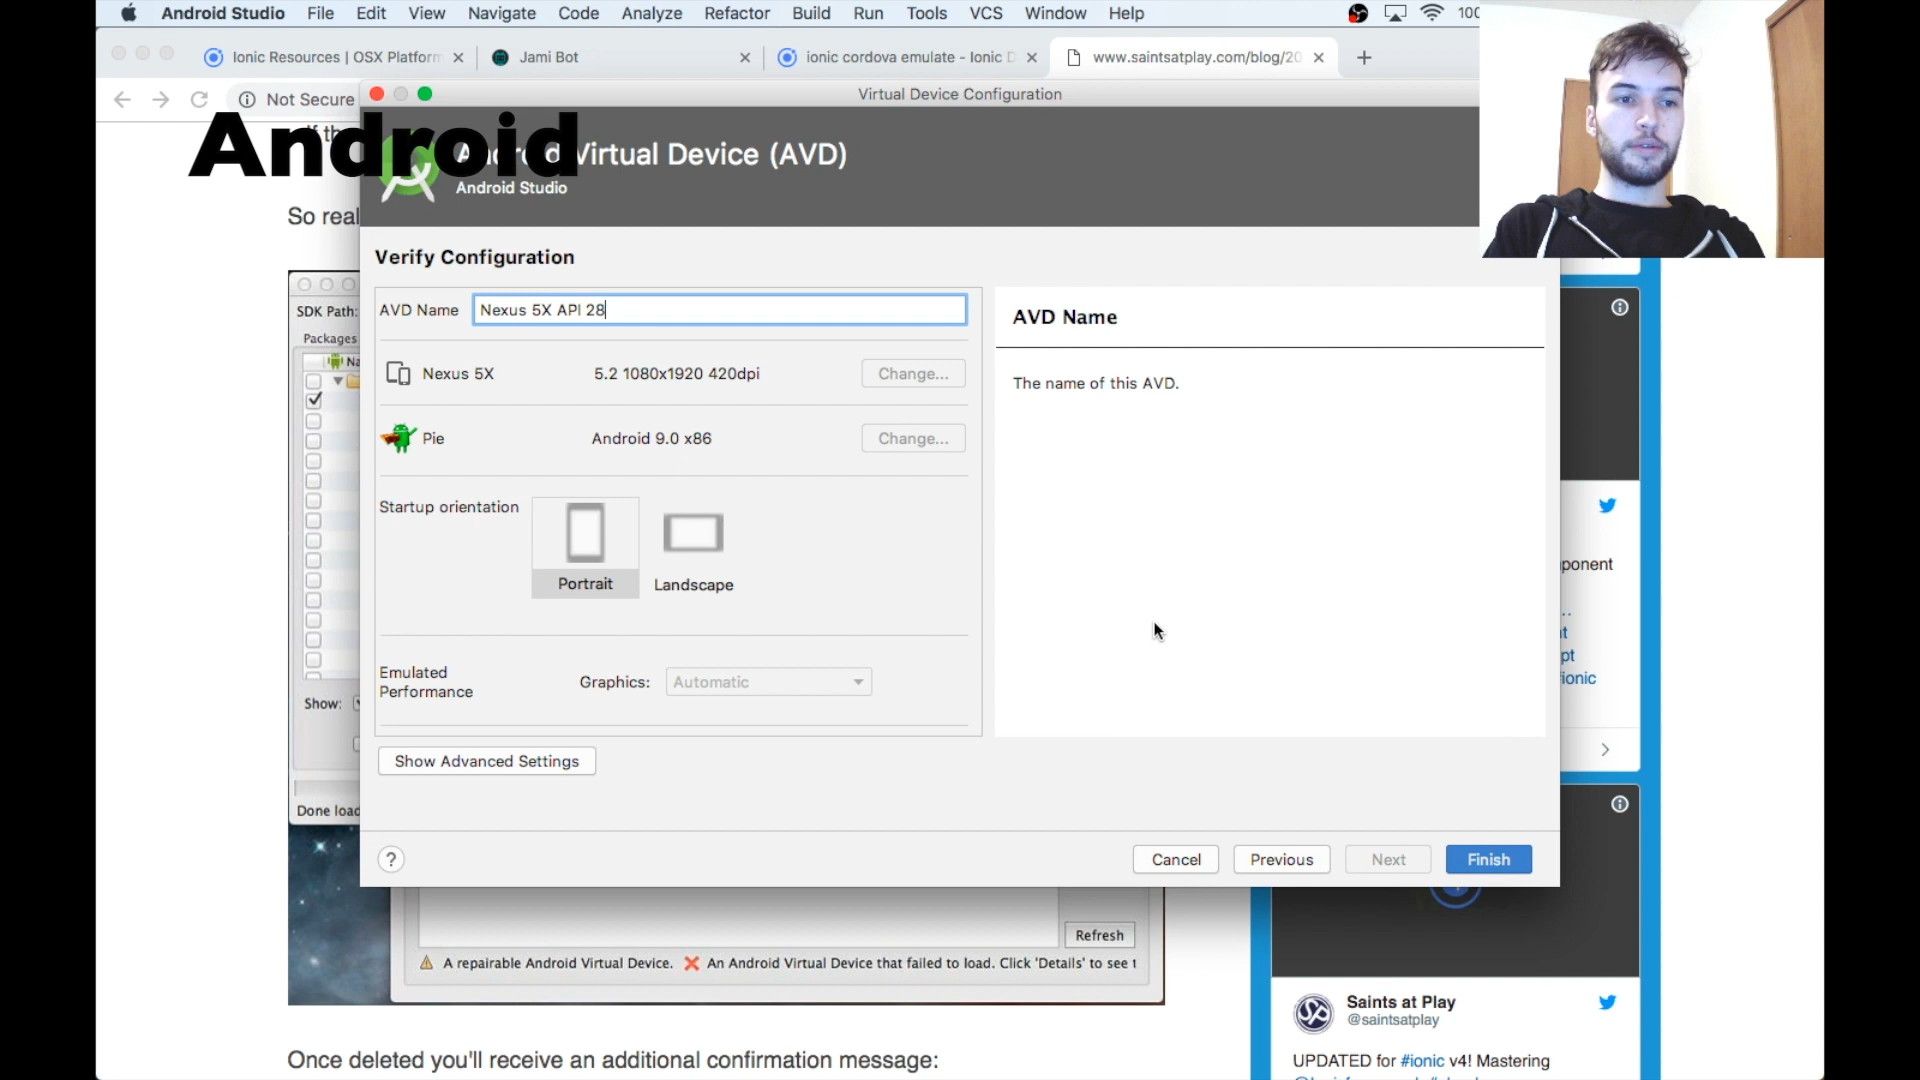 Android Studio File Edit View Navigate Code Analyze Refactor Build Run Tools VCS Window Help
Ionic Resources | OSX Platform Jami Bot ionic cordova emulate - Ionic D www.saintsatplay.com/blog/20
Not Secure Virtual Device Configuration
Android
Virtual Device (AVD)
Android Studio
So real
Verify Configuration
AVD Name Nexus 5X API 28
AVD Name
The name of this AVD.
Nexus 5X 5.2 1080x1920 420dpi Change...
Pie Android 9.0 x86 Change...
Startup orientation
Portrait Landscape
Emulated
Performance
Graphics: Automatic
Show Advanced Settings
? Cancel Previous Next Finish
SDK Path:
Packages
Na
Show:
Done load
Refresh
A repairable Android Virtual Device. An Android Virtual Device that failed to load. Click 'Details' to see t
Once deleted you'll receive an additional confirmation message:
ponent
..
pt
ionic
Saints at Play
@saintsatplay
UPDATED for #ionic v4! Mastering